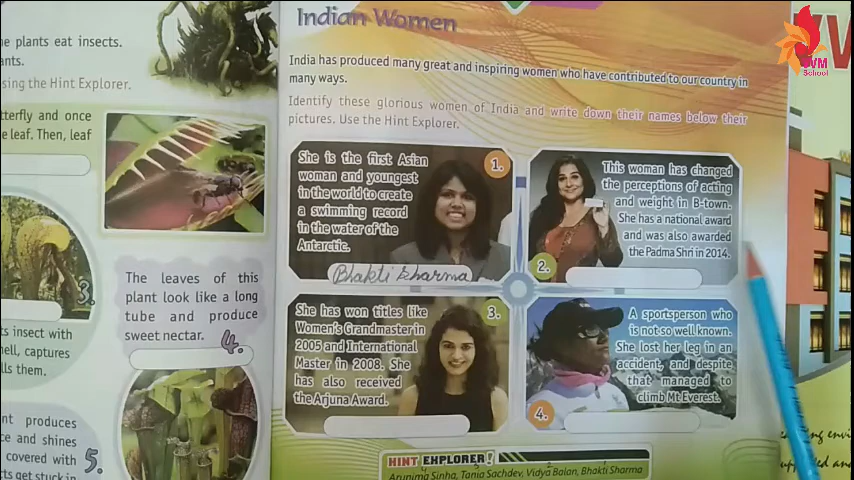 he plants eat insects.
ants.
sing the Hint Explorer.
tterfly and once
e leaf. Then, leaf
3.
The leaves of this
plant look like a long
tube and produce
sweet nectar.
4.
ts insect with
nell, captures
lls them.
nt produces
ce and shines
covered with
cts get stuck in
5.
Indian Women
India has produced many great and inspiring women who have contributed to our country in
many ways.
Identify these glorious women of India and write down their names below their
pictures. Use the Hint Explorer.
1.
She is the first Asian
woman and youngest
in the world to create
a swimming record
in the water of the
Antarctic.
Bhakti Sharma
2.
This woman has changed
the perceptions of acting
and weight in B-town.
She has a national award
and was also awarded
the Padma Shri in 2014.
3.
She has won titles like
Women's Grandmaster in
2005 and International
Master in 2008. She
has also received
the Arjuna Award.
4.
A sportsperson who
is not so well known.
She lost her leg in an
accident, and despite
that managed to
climb Mt Everest.
HINT EXPLORER!
Arunima Sinha, Tania Sachdev, Vidya Balan, Bhakti Sharma
VM
School